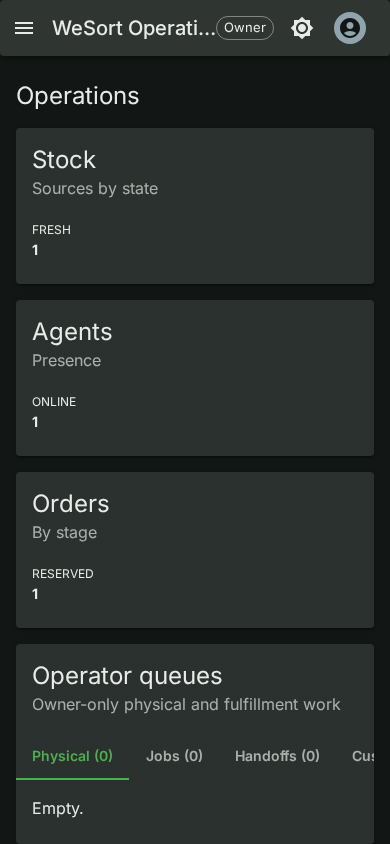 WeSort Operati...
Owner
Operations
Stock
Sources by state
FRESH
1
Agents
Presence
ONLINE
1
Orders
By stage
RESERVED
1
Operator queues
Owner-only physical and fulfillment work
Physical (0) Jobs (0) Handoffs (0) Cus
Empty.